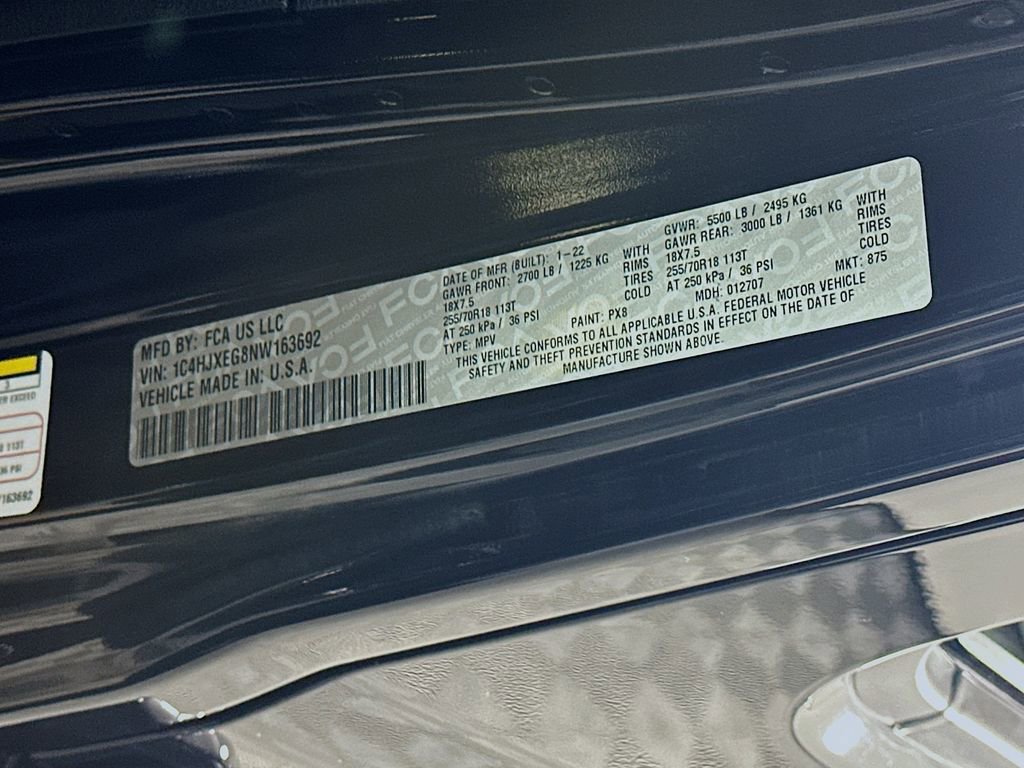 MFD BY: FCA US LLC
VIN: 1C4HJXEG8NW163692
VEHICLE MADE IN: U.S.A.
DATE OF MFR (BUILT): 1-22
GAWR FRONT: 2700 LB / 1225 KG WITH
18X7.5 RIMS
255/70R18 113T TIRES
AT 250 kPa / 36 PSI COLD
TYPE: MPV PAINT: PX8
GVWR: 5500 LB / 2495 KG
GAWR REAR: 3000 LB / 1361 KG WITH
18X7.5 RIMS
255/70R18 113T TIRES
AT 250 kPa / 36 PSI COLD
MDH: 012707 MKT: 875
THIS VEHICLE CONFORMS TO ALL APPLICABLE U.S.A. FEDERAL MOTOR VEHICLE
SAFETY AND THEFT PREVENTION STANDARDS IN EFFECT ON THE DATE OF
MANUFACTURE SHOWN ABOVE.
3
EXCEED
113T
PSI
163692